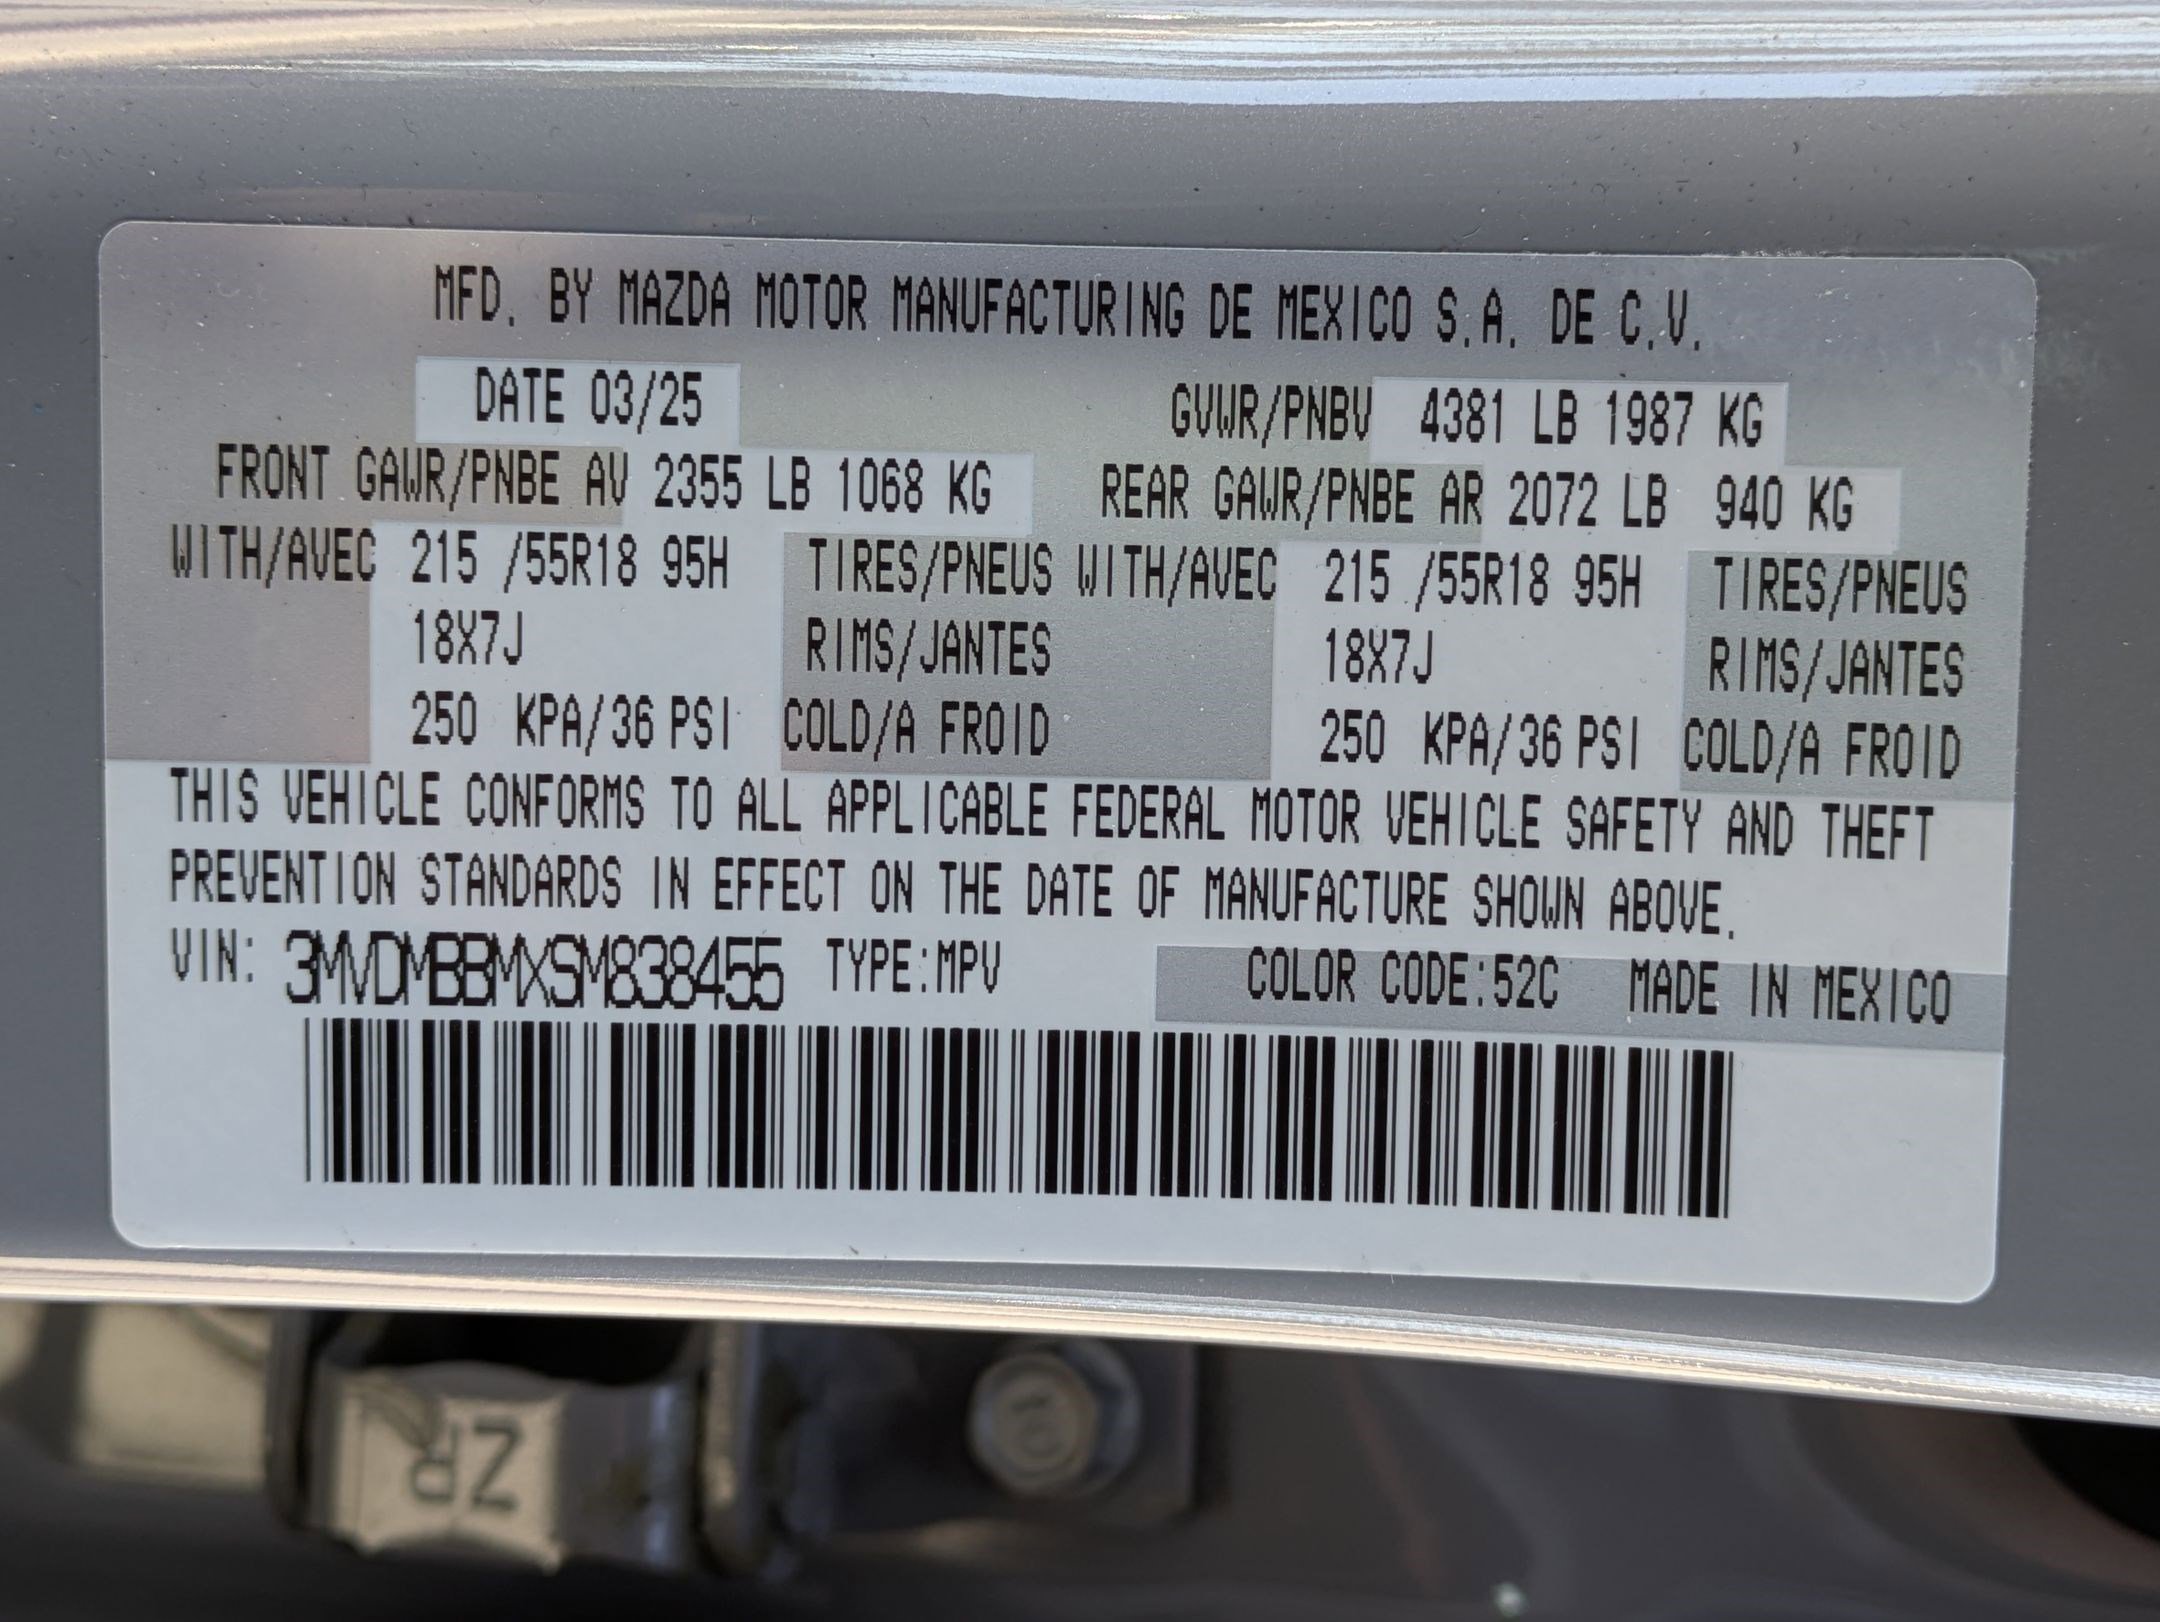 MFD. BY MAZDA MOTOR MANUFACTURING DE MEXICO S.A. DE C.V.
DATE 03/25 GVWR/PNBV 4381 LB 1987 KG
FRONT GAWR/PNBE AV 2355 LB 1068 KG REAR GAWR/PNBE AR 2072 LB 940 KG
WITH/AVEC 215 /55R18 95H TIRES/PNEUS WITH/AVEC 215 /55R18 95H TIRES/PNEUS
18X7J RIMS/JANTES 18X7J RIMS/JANTES
250 KPA/36 PSI COLD/A FROID 250 KPA/36 PSI COLD/A FROID
THIS VEHICLE CONFORMS TO ALL APPLICABLE FEDERAL MOTOR VEHICLE SAFETY AND THEFT
PREVENTION STANDARDS IN EFFECT ON THE DATE OF MANUFACTURE SHOWN ABOVE.
VIN: 3MVDMBBMXSM838455 TYPE:MPV COLOR CODE:52C MADE IN MEXICO